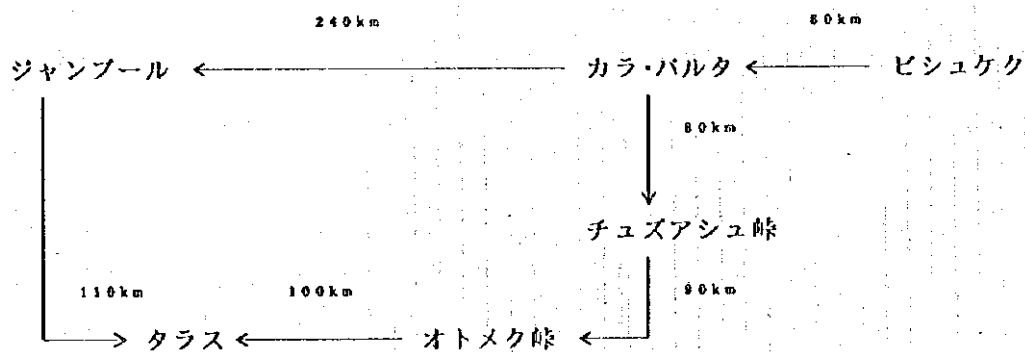 240km 60km
ジャンブール カラ・バルタ ビシュケク
80km
チュズアシュ峠
110km 100km 90km
タラス オトメク峠